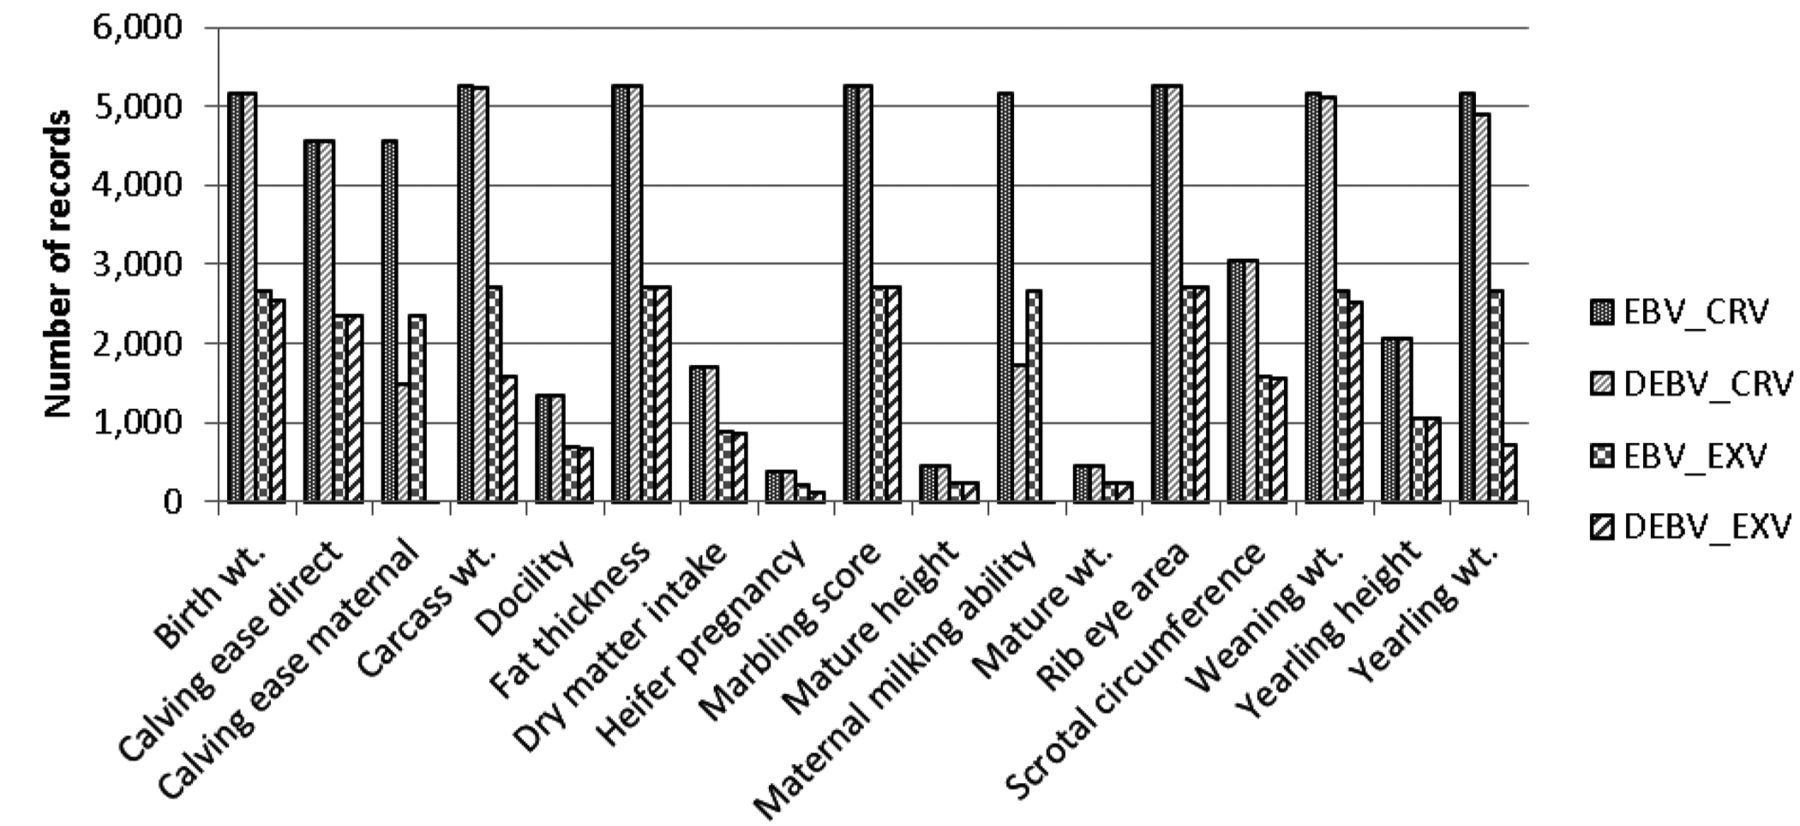 6,000
5,000
4,000
3,000
2,000
1,000
0
Number of records
Birth wt.
Calving ease direct
Calving ease maternal
Carcass wt.
Docility
Fat thickness
Dry matter intake
Heifer pregnancy
Marbling score
Mature height
Maternal milking ability
Mature wt.
Rib eye area
Scrotal circumference
Weaning wt.
Yearling height
Yearling wt.
EBV_CRV
DEBV_CRV
EBV_EXV
DEBV_EXV